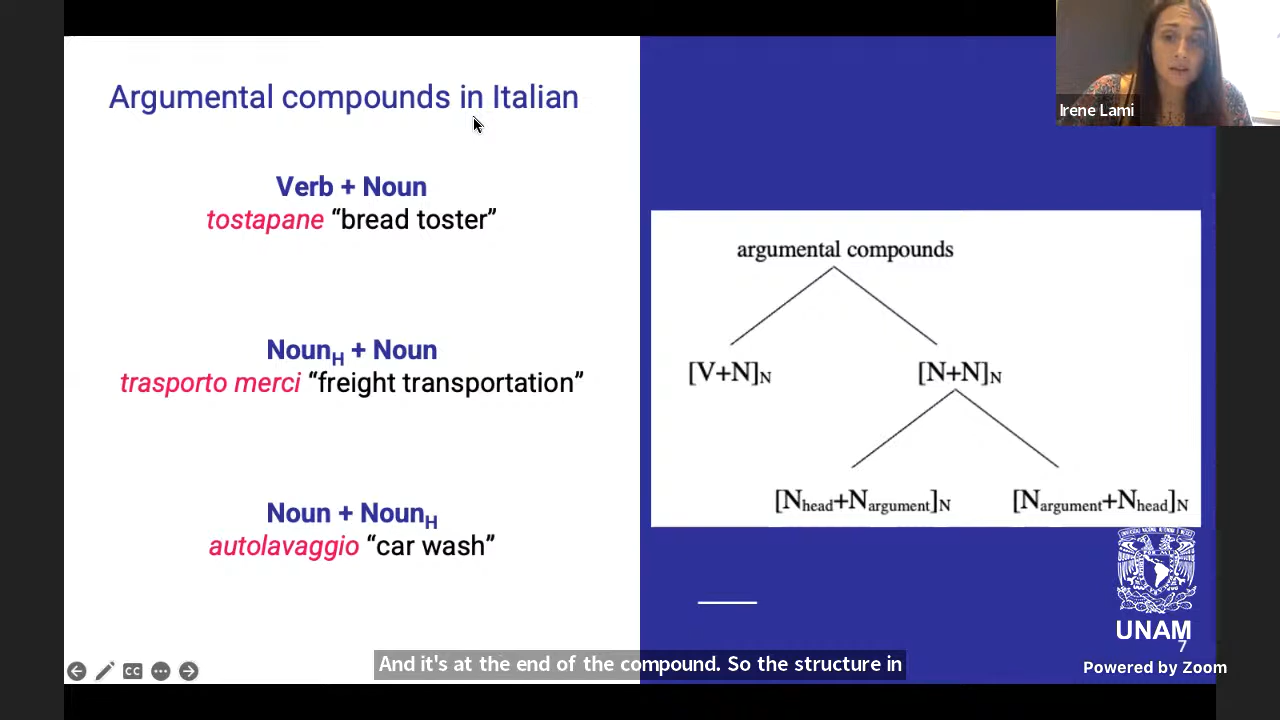 Argumental compounds in Italian
Verb + Noun
tostapane “bread toster”
NounH + Noun
trasporto merci “freight transportation”
Noun + NounH
autolavaggio “car wash”
argumental compounds
[V+N]N
[N+N]N
[Nhead+Nargument]N
[Nargument+Nhead]N
Irene Lami
UNAM
7
Powered by Zoom
CC
And it's at the end of the compound. So the structure in